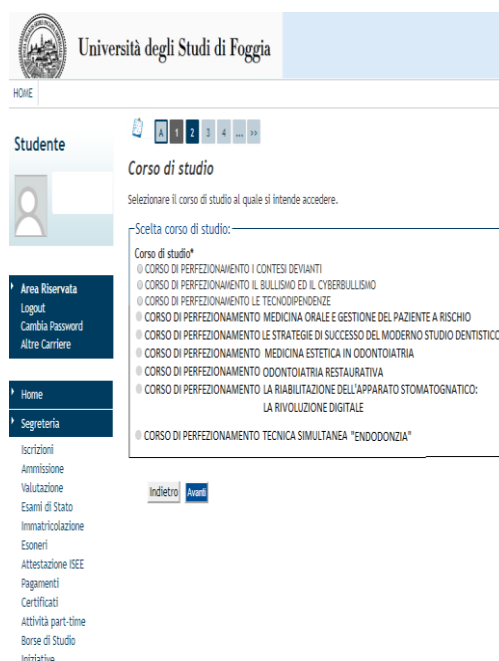 Università degli Studi di Foggia
HOME
Studente
A 1 2 3 4 ... >>
Corso di studio
Selezionare il corso di studio al quale si intende accedere.
Scelta corso di studio:
Corso di studio*
CORSO DI PERFEZIONAMENTO I CONTESI DEVIANTI
CORSO DI PERFEZIONAMENTO IL BULLISMO ED IL CYBERBULLISMO
CORSO DI PERFEZIONAMENTO LE TECNODIPENDENZE
CORSO DI PERFEZIONAMENTO MEDICINA ORALE E GESTIONE DEL PAZIENTE A RISCHIO
CORSO DI PERFEZIONAMENTO LE STRATEGIE DI SUCCESSO DEL MODERNO STUDIO DENTISTICO
CORSO DI PERFEZIONAMENTO MEDICINA ESTETICA IN ODONTOIATRIA
CORSO DI PERFEZIONAMENTO ODONTOIATRIA RESTAURATIVA
CORSO DI PERFEZIONAMENTO LA RIABILITAZIONE DELL'APPARATO STOMATOGNATICO:
LA RIVOLUZIONE DIGITALE
CORSO DI PERFEZIONAMENTO TECNICA SIMULTANEA "ENDODONZIA"
Indietro Avanti
Area Riservata
Logout
Cambia Password
Altre Carriere
Home
Segreteria
Iscrizioni
Ammissione
Valutazione
Esami di Stato
Immatricolazione
Esoneri
Attestazione ISEE
Pagamenti
Certificati
Attività part-time
Borse di Studio
Iniziative